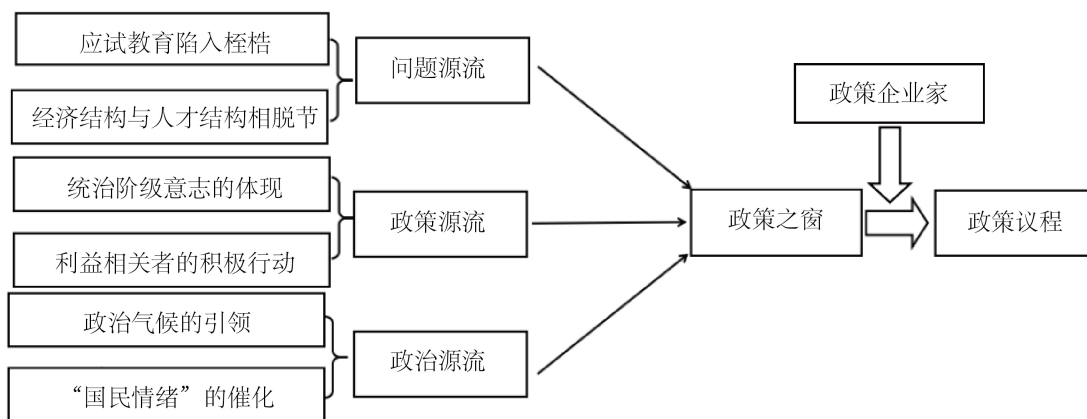 应试教育陷入桎梏
经济结构与人才结构相脱节
问题源流
统治阶级意志的体现
利益相关者的积极行动
政策源流
政治气候的引领
“国民情绪”的催化
政治源流
政策之窗
政策企业家
政策议程